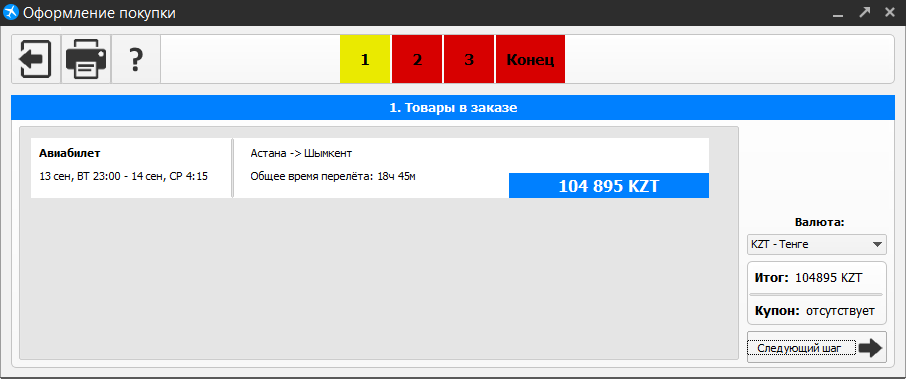 Оформление покупки
?
1 2 3 Конец
1. Товары в заказе
Авиабилет
13 сен, ВТ 23:00 - 14 сен, СР 4:15
Астана -> Шымкент
Общее время перелёта: 18ч 45м
104 895 KZT
Валюта:
KZT - Тенге
Итог: 104895 KZT
Купон: отсутствует
Следующий шаг